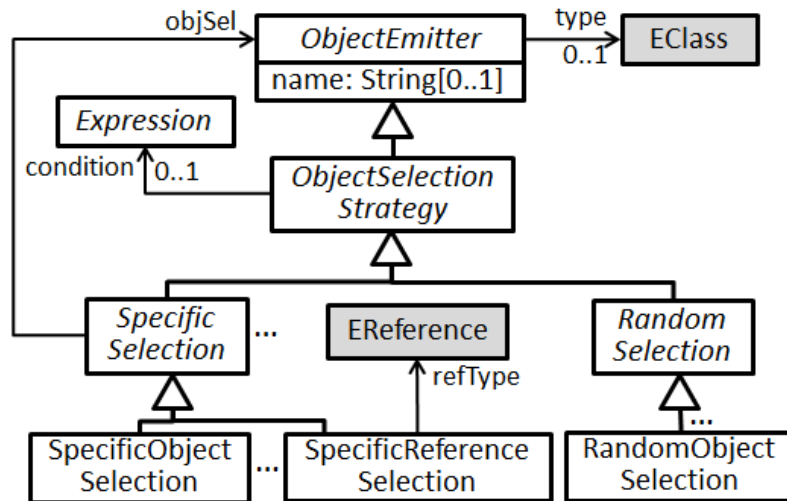 objSel
ObjectEmitter
type
0..1
EClass
name: String[0..1]
Expression
condition
0..1
ObjectSelection
Strategy
Specific
Selection
...
EReference
Random
Selection
refType
...
SpecificObject
Selection
...
SpecificReference
Selection
RandomObject
Selection